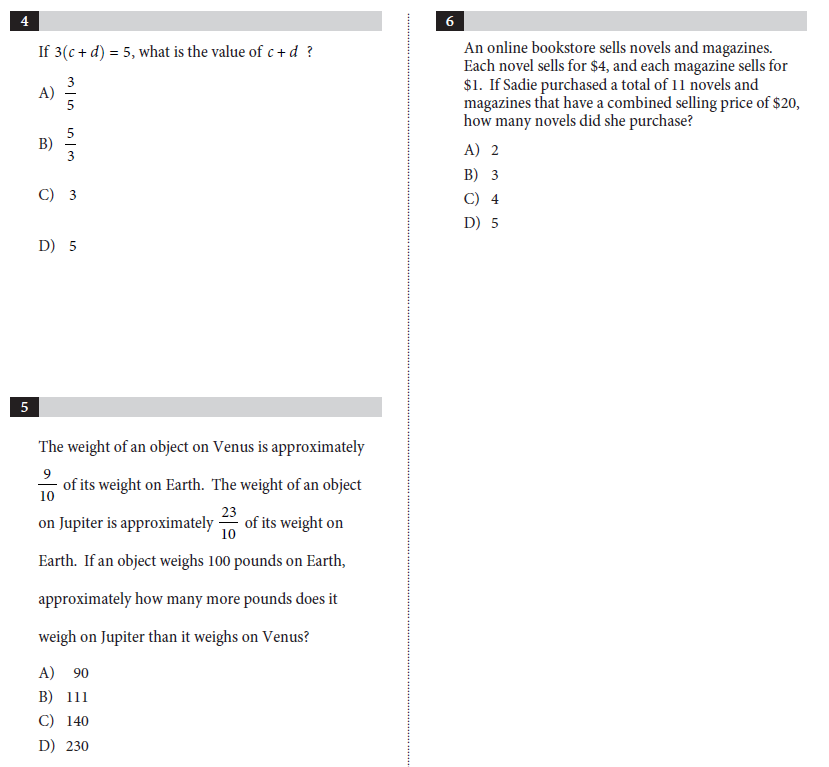 4
If 3(c + d) = 5, what is the value of c + d ?
A) 3/5
B) 5/3
C) 3
D) 5
5
The weight of an object on Venus is approximately
9/10 of its weight on Earth. The weight of an object
on Jupiter is approximately 23/10 of its weight on
Earth. If an object weighs 100 pounds on Earth,
approximately how many more pounds does it
weigh on Jupiter than it weighs on Venus?
A) 90
B) 111
C) 140
D) 230
6
An online bookstore sells novels and magazines.
Each novel sells for $4, and each magazine sells for
$1. If Sadie purchased a total of 11 novels and
magazines that have a combined selling price of $20,
how many novels did she purchase?
A) 2
B) 3
C) 4
D) 5